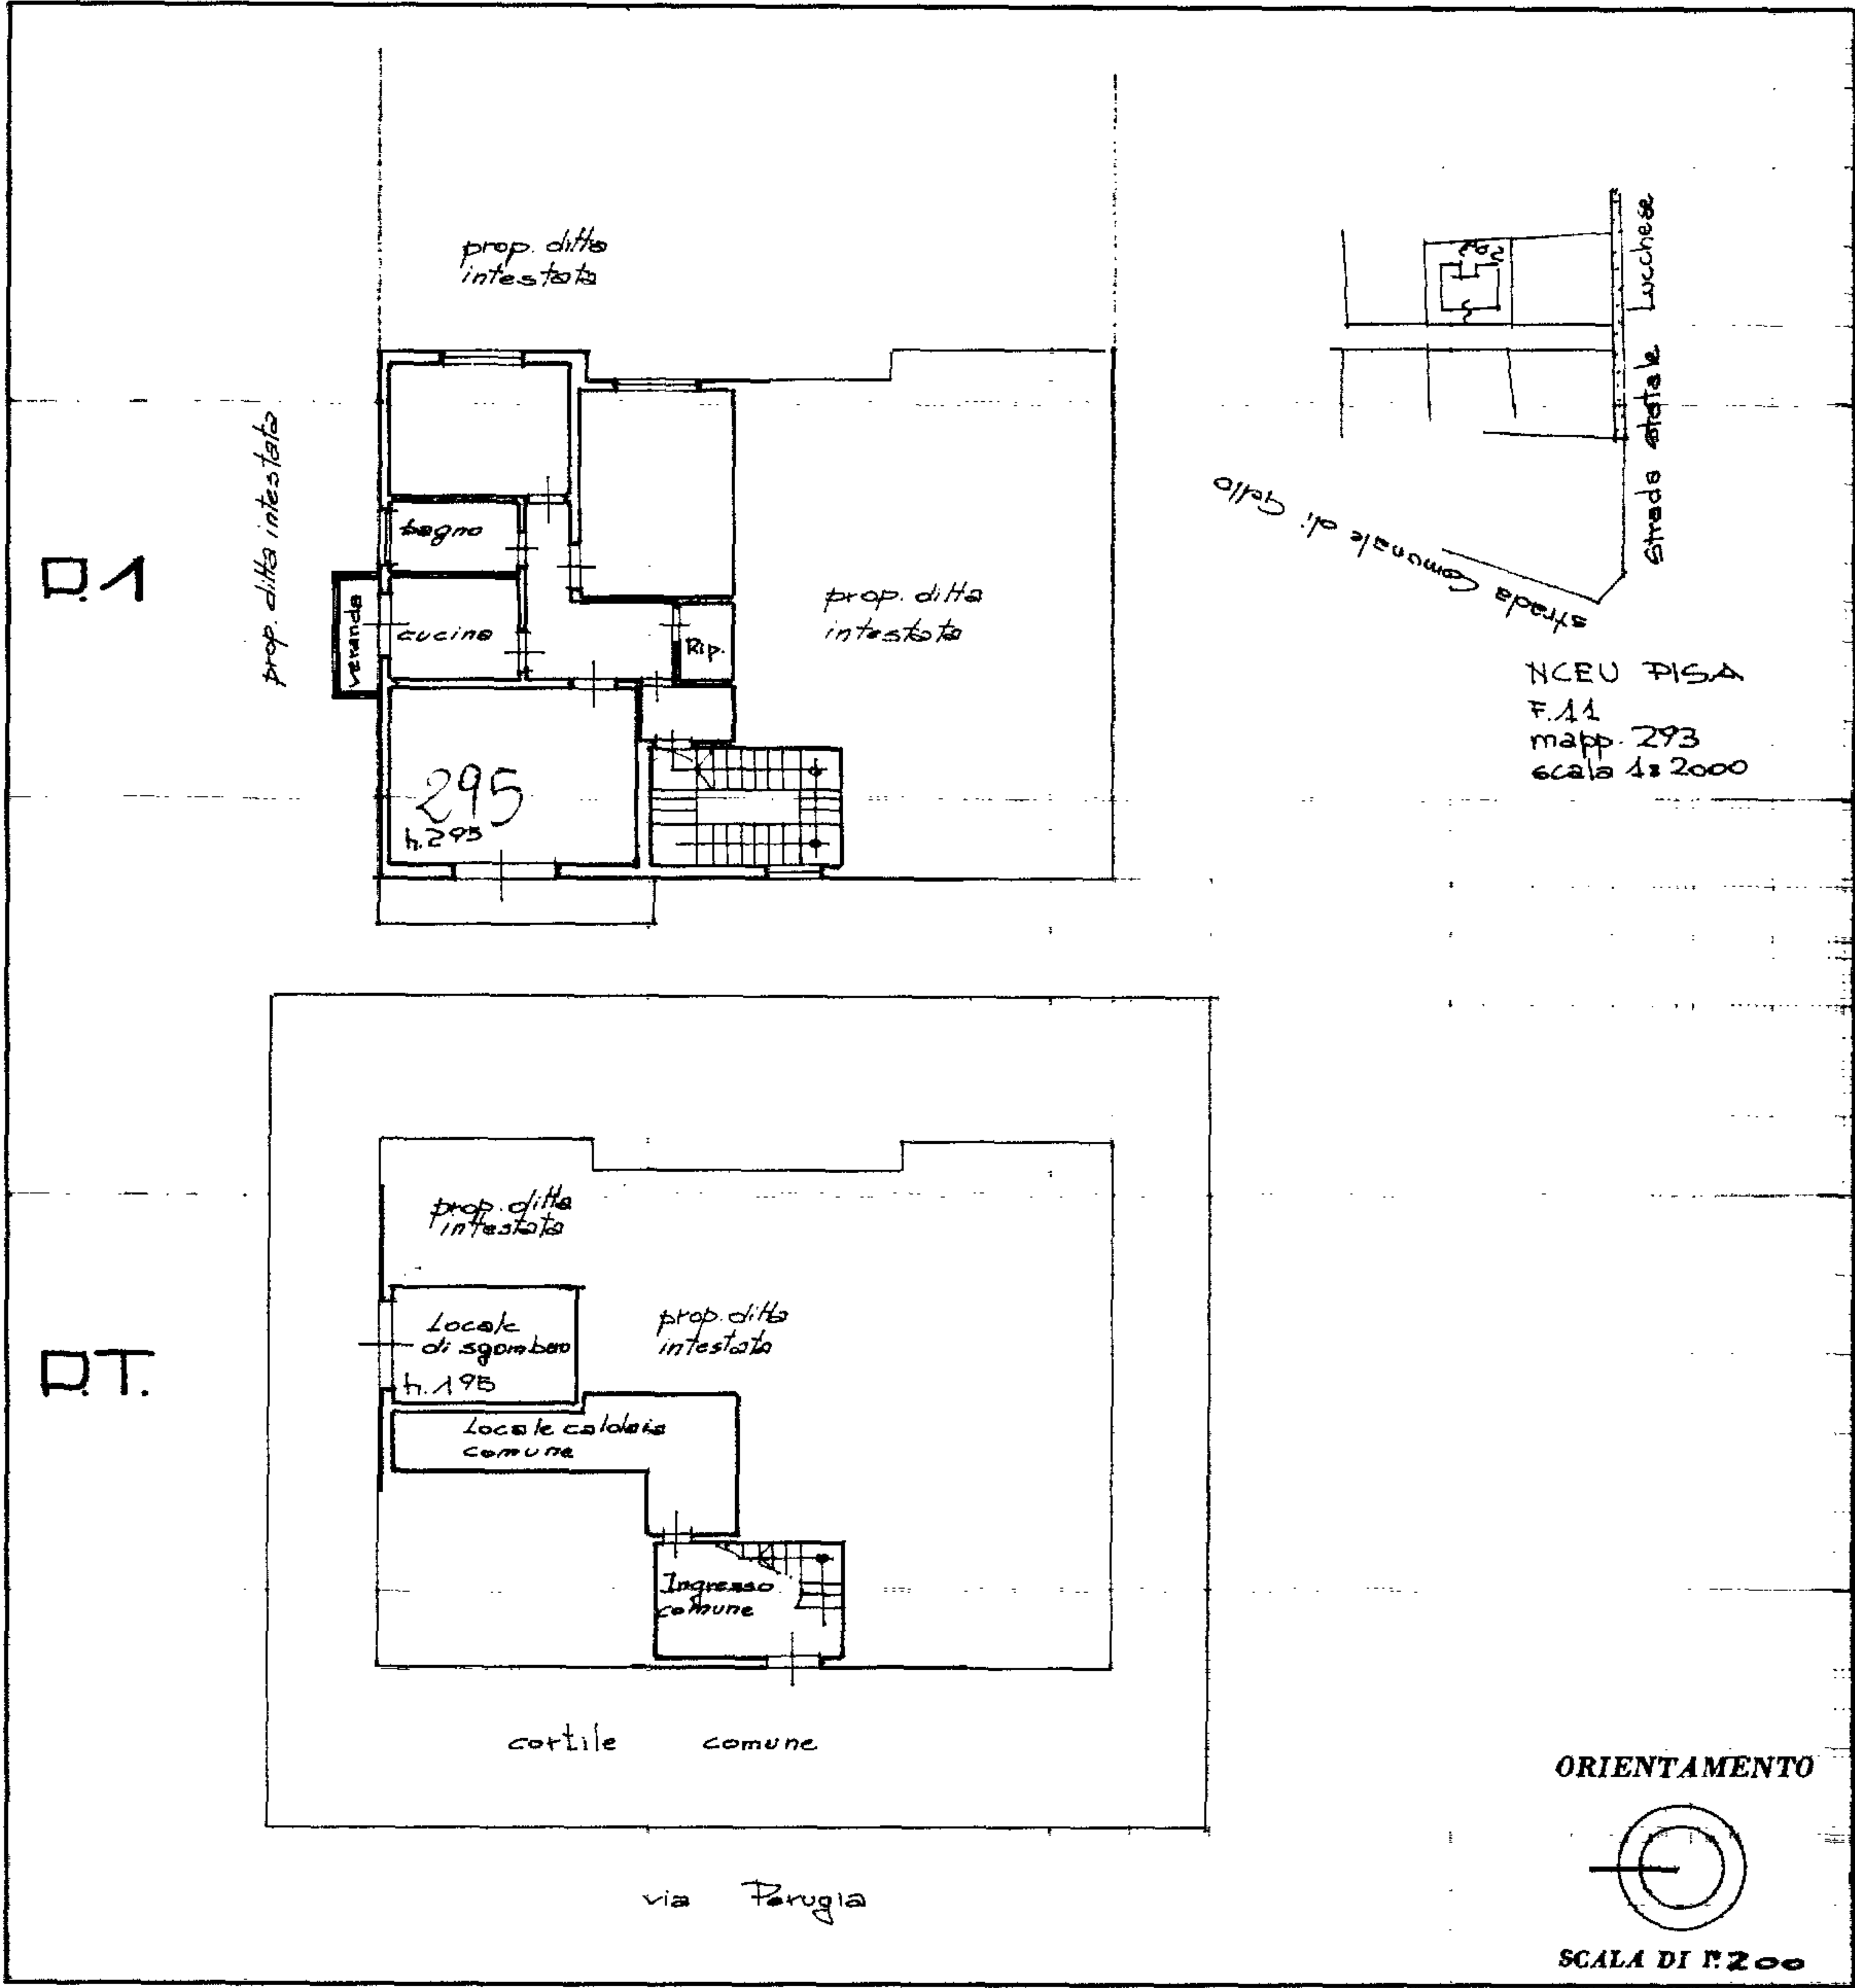 P.1
prop. ditta
intestata
prop. ditta intestata
bagno
veranda
cucina
Rip.
prop. ditta
intestata
295
h.295
293
strada statale Lucchese
strada Comunale di Gello
NCEU PISA
F.11
mapp. 293
scala 1:2000
P.T.
prop. ditta
intestata
Locale
di sgombero
h.195
prop. ditta
intestata
Locale caldaia
comune
Ingresso
comune
cortile comune
via Perugia
ORIENTAMENTO
SCALA DI 1:200